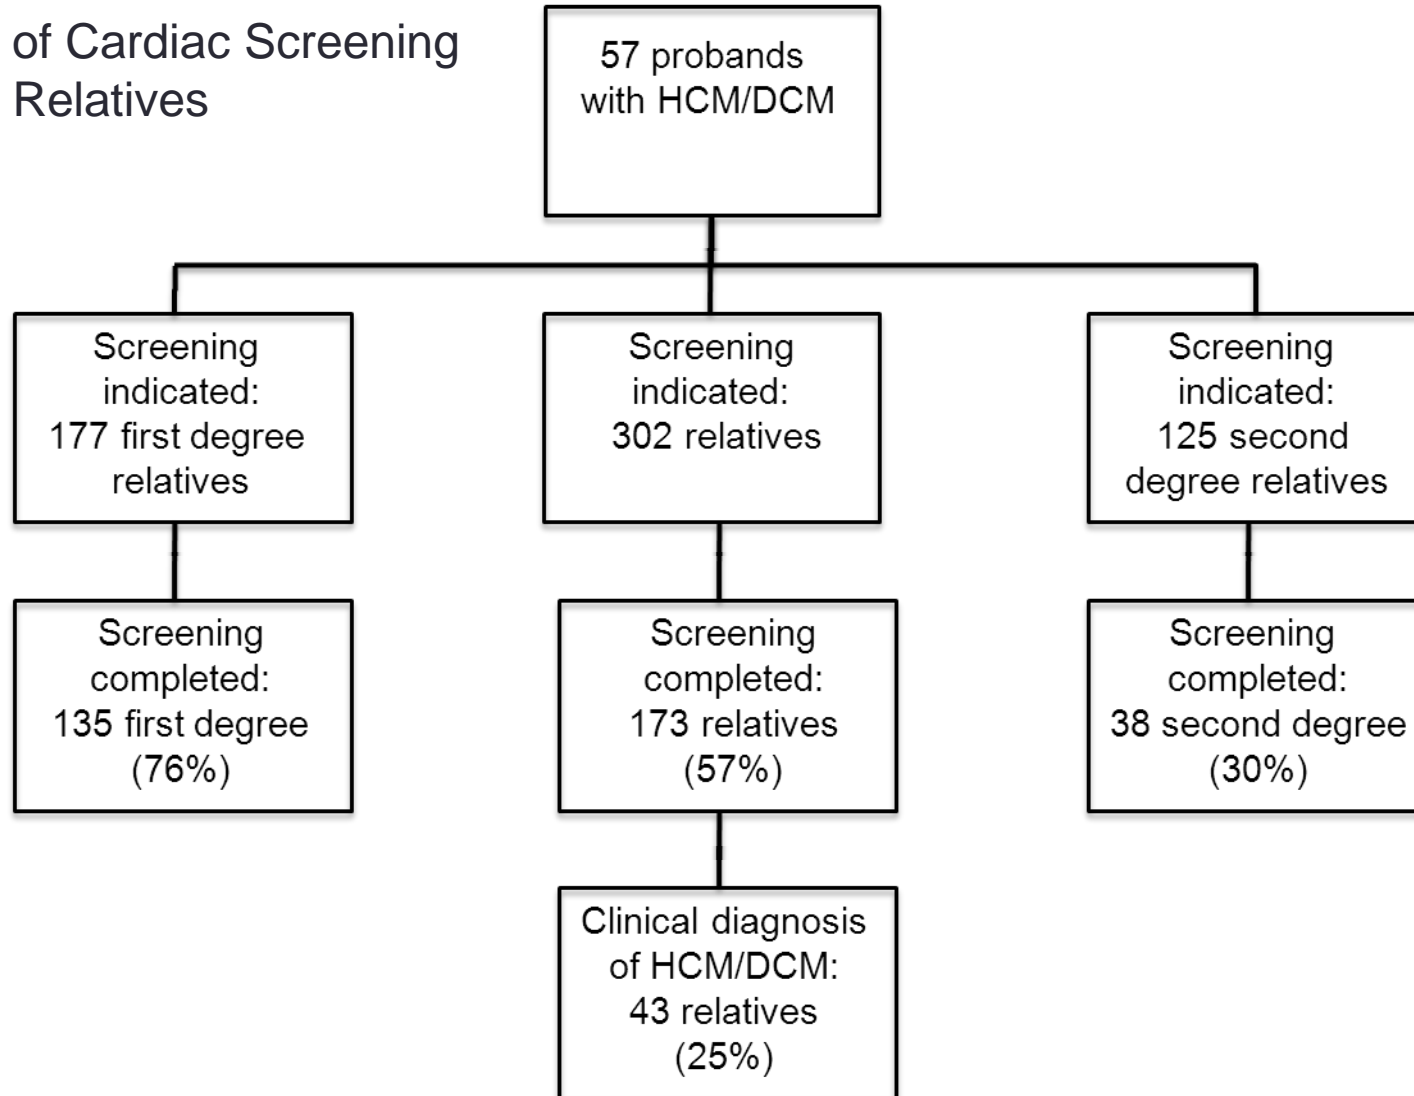 of Cardiac Screening
Relatives
57 probands
with HCM/DCM
Screening
indicated:
177 first degree
relatives
Screening
indicated:
302 relatives
Screening
indicated:
125 second
degree relatives
Screening
completed:
135 first degree
(76%)
Screening
completed:
173 relatives
(57%)
Screening
completed:
38 second degree
(30%)
Clinical diagnosis
of HCM/DCM:
43 relatives
(25%)